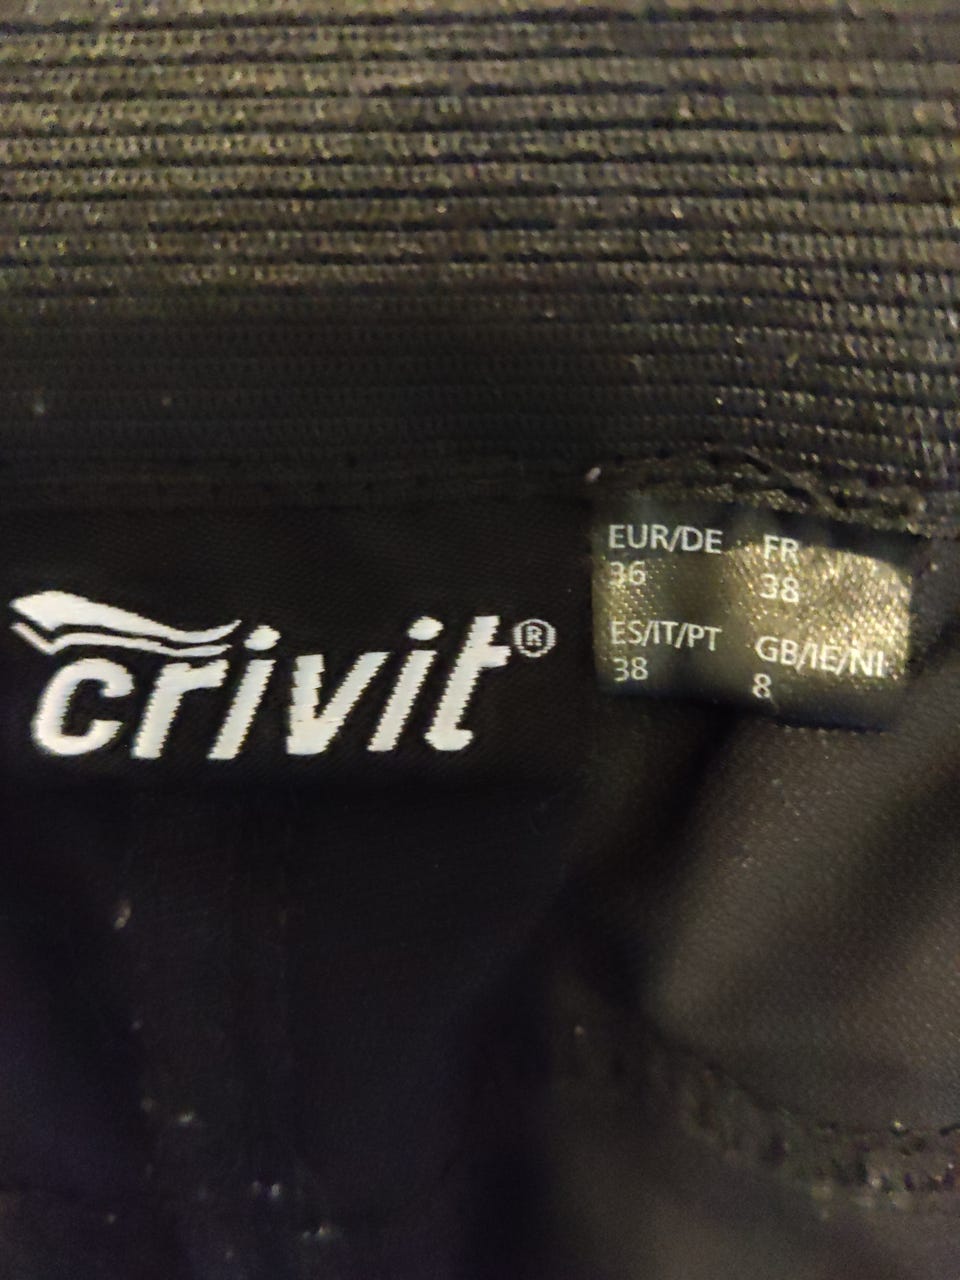 crivit®
EUR/DE FR
36 38
ES/IT/PT GB/IE/NI
38 8